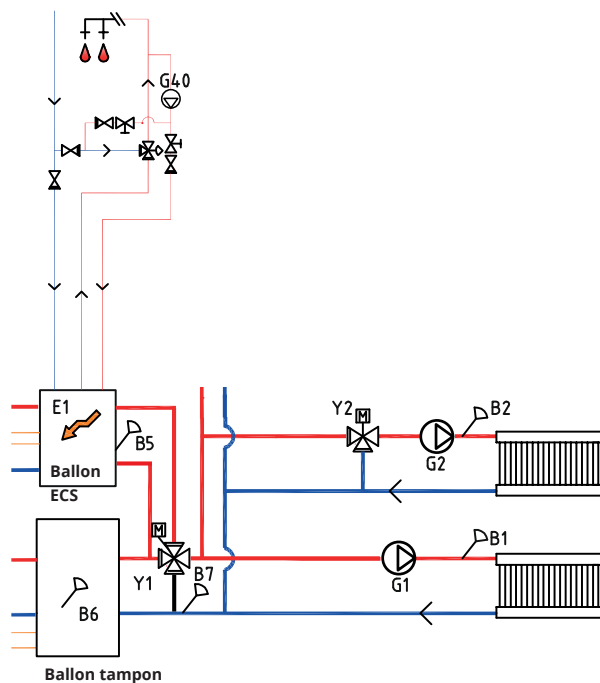 G40
E1
B5
Ballon
ECS
Y2
M
B2
G2
M
B1
Y1
B7
G1
B6
Ballon tampon